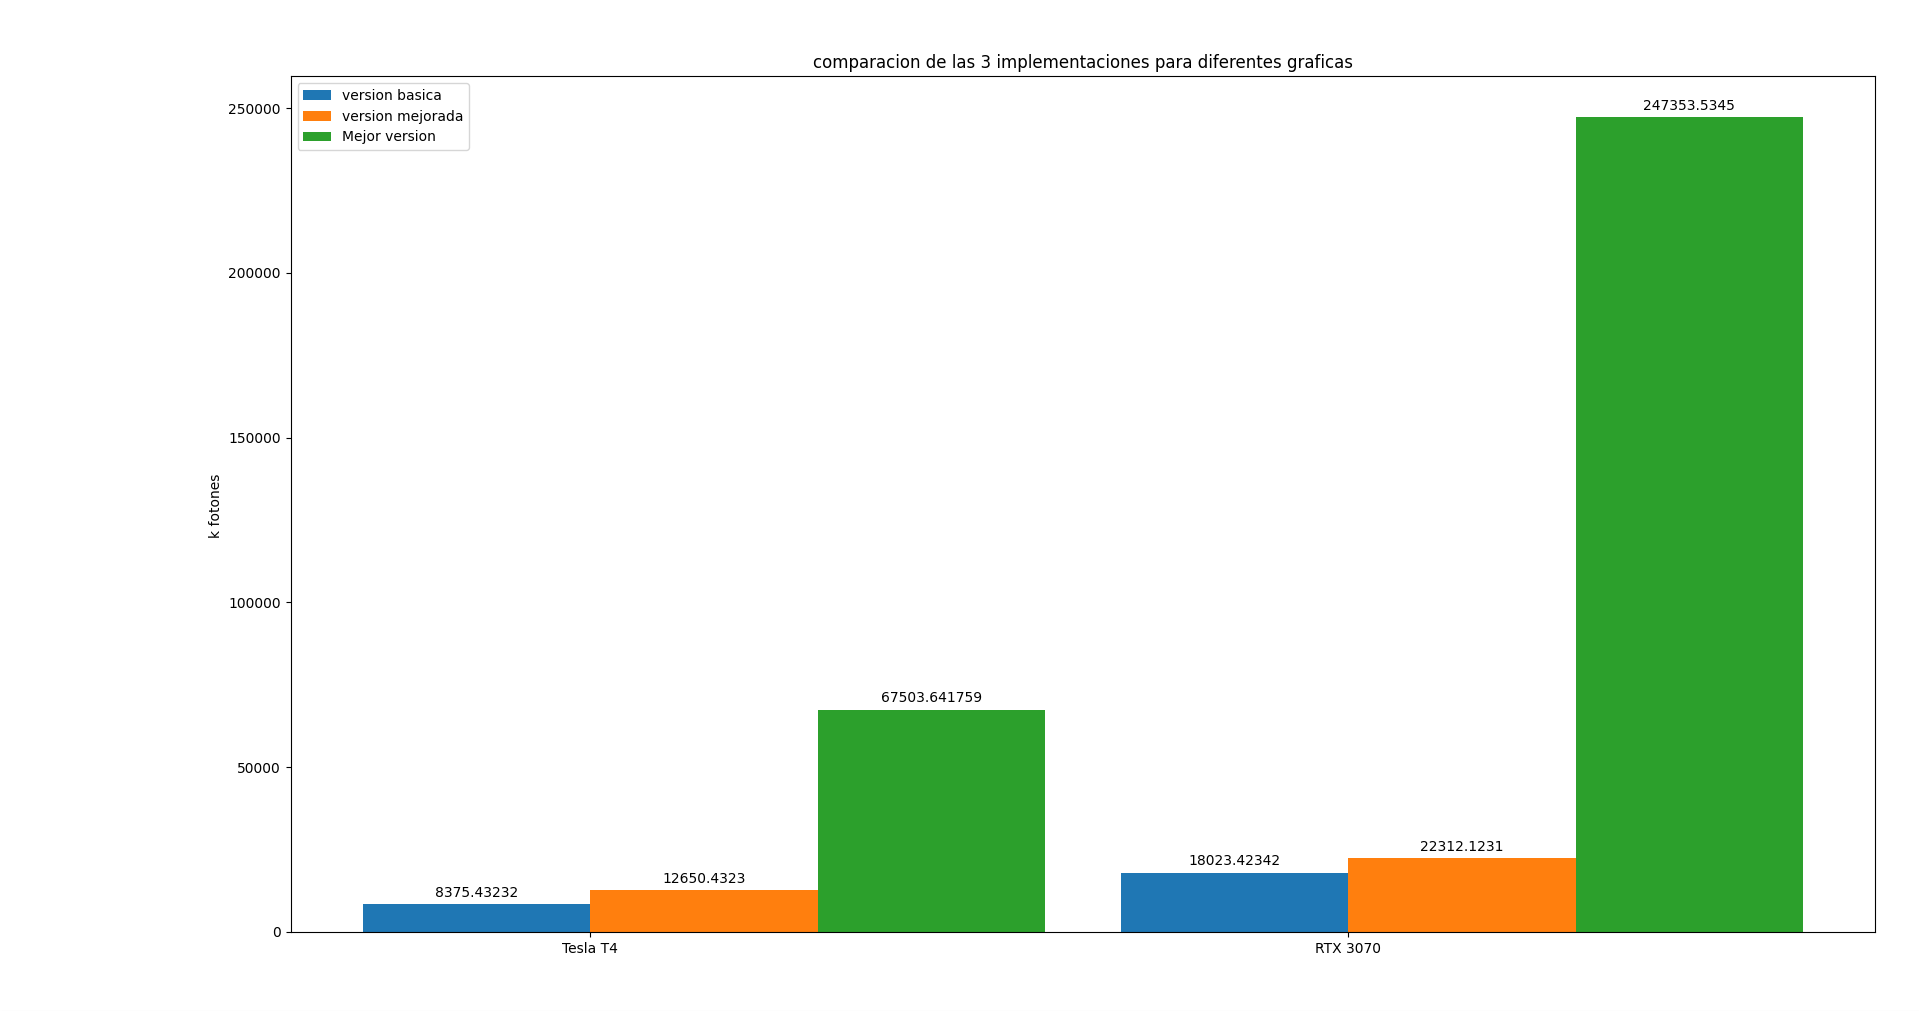 comparacion de las 3 implementaciones para diferentes graficas
version basica
version mejorada
Mejor version
250000
200000
150000
100000
50000
0
k fotones
8375.43232
12650.4323
67503.641759
18023.42342
22312.1231
247353.5345
Tesla T4
RTX 3070